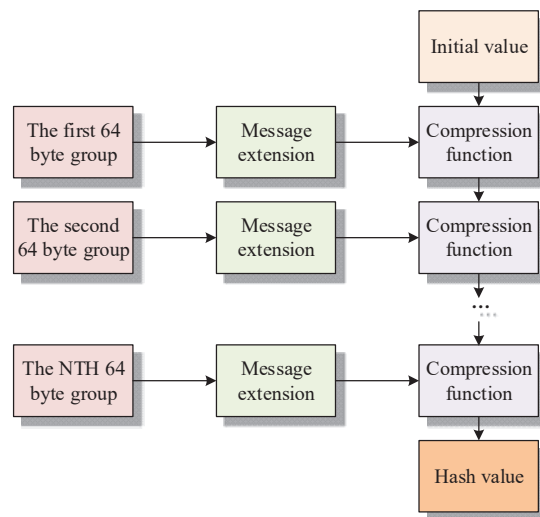 Initial value
The first 64
byte group
Message
extension
Compression
function
The second
64 byte group
Message
extension
Compression
function
...
The NTH 64
byte group
Message
extension
Compression
function
Hash value